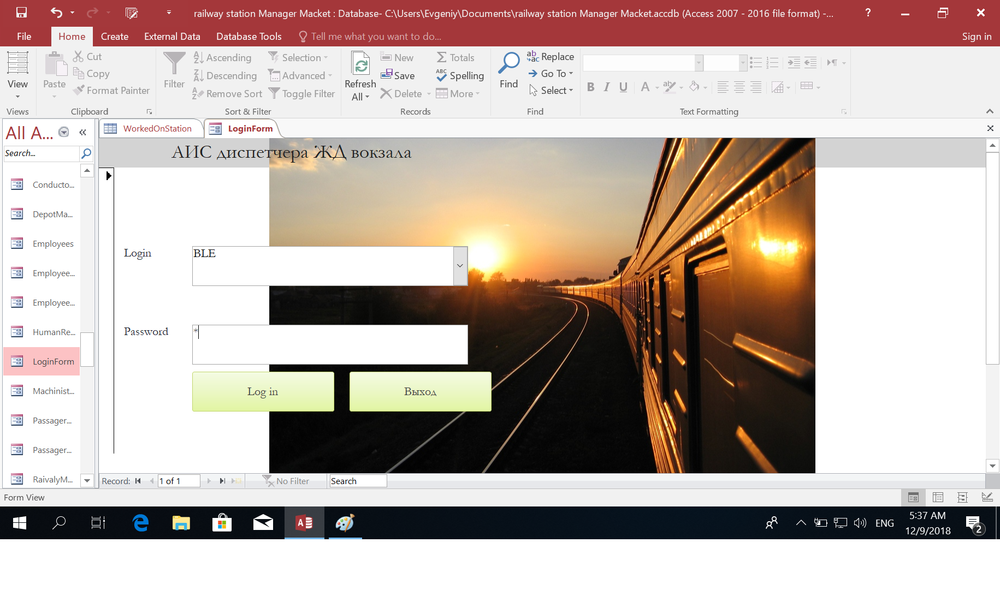 railway station Manager Macket : Database- C:\Users\Evgeniy\Documents\railway station Manager Macket.accdb (Access 2007 - 2016 file format) -...
?
File Home Create External Data Database Tools Tell me what you want to do... Sign in
View
Views
Paste
Cut
Copy
Format Painter
Clipboard
Filter
Ascending
Descending
Remove Sort
Selection
Advanced
Toggle Filter
Sort & Filter
Refresh
All
New
Save
Delete
Totals
Spelling
More
Records
Find
Replace
Go To
Select
Find
B I U A
Text Formatting
All A...
Search...
Conducto...
DepotMa...
Employees
Employee...
Employee...
HumanRe...
LoginForm
Machinist...
Passager...
Passager...
RaivalyM...
WorkedOnStation LoginForm
АИС диспетчера ЖД вокзала
Login BLE
Password *
Log in Выход
Record: 1 of 1 No Filter Search
Form View
ENG
5:37 AM
12/9/2018
2